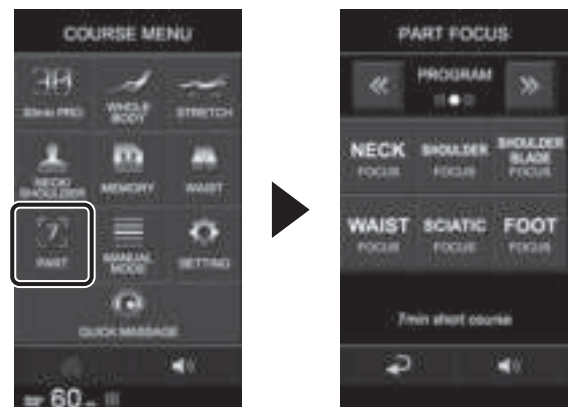 COURSE MENU
30min PRO
WHOLE
BODY
STRETCH
NECK/
SHOULDER
MEMORY
WAIST
7
PART
MANUAL
MODE
SETTING
QUICK MASSAGE
60
PART FOCUS
PROGRAM
NECK
FOCUS
SHOULDER
FOCUS
SHOULDER
BLADE
FOCUS
WAIST
FOCUS
SCIATIC
FOCUS
FOOT
FOCUS
7min short course